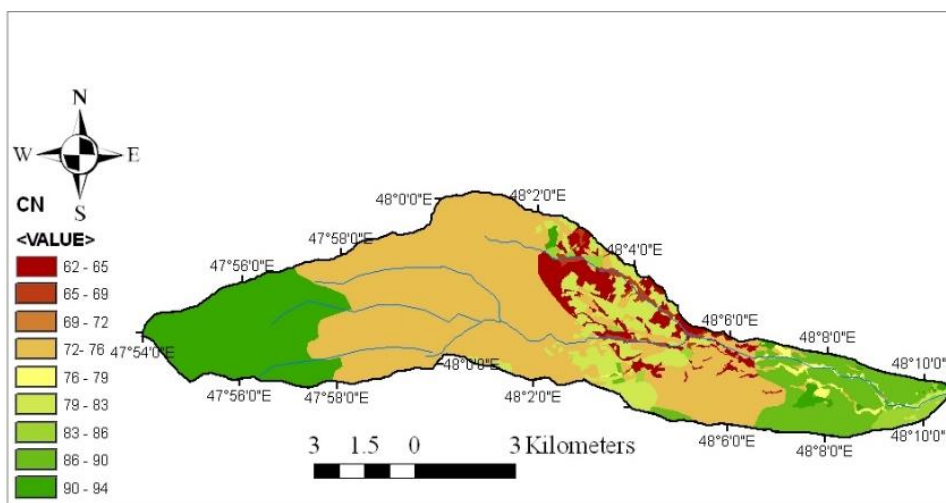 N
W E
S
CN
<VALUE>
62 - 65
65 - 69
69 - 72
72 - 76
76 - 79
79 - 83
83 - 86
86 - 90
90 - 94
48°0'0"E
48°2'0"E
47°58'0"E
48°4'0"E
47°56'0"E
48°6'0"E
47°54'0"E
48°8'0"E
48°0'0"E
48°10'0"E
47°56'0"E
47°58'0"E
48°2'0"E
48°6'0"E
48°8'0"E
48°10'0"E
3 1.5 0 3 Kilometers